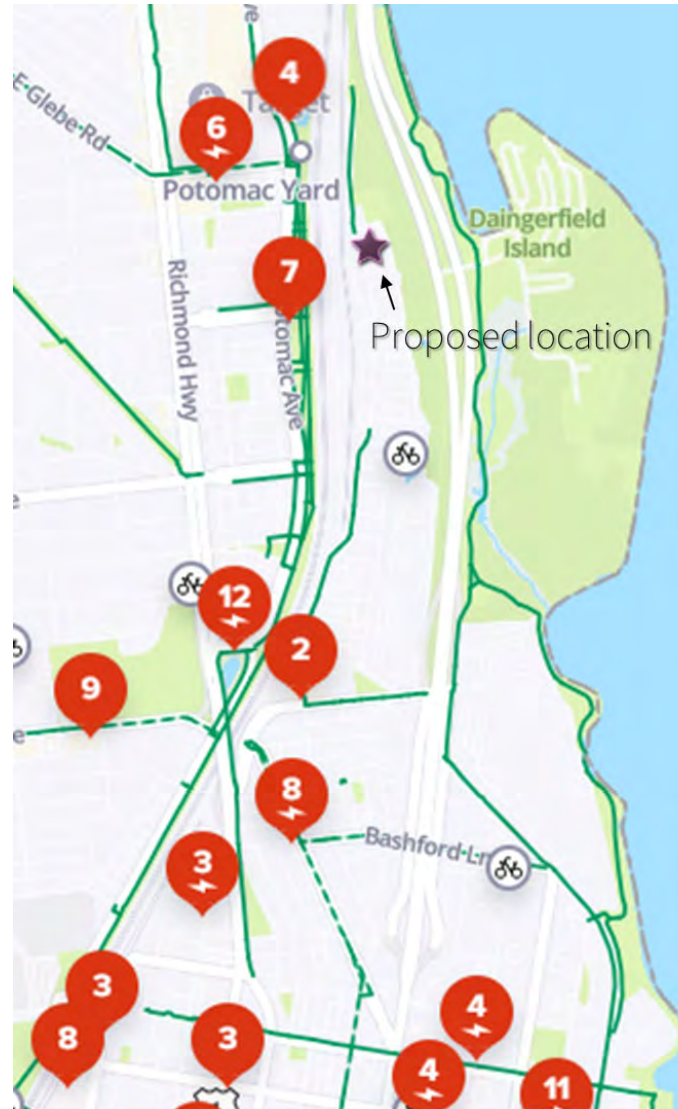 ve
4
E Glebe Rd
Target
6
Potomac Yard
Daingerfield
Island
7
Proposed location
Richmond Hwy
Potomac Ave
12
2
9
e
8
Bashford Ln
3
3
4
8
3
4
11